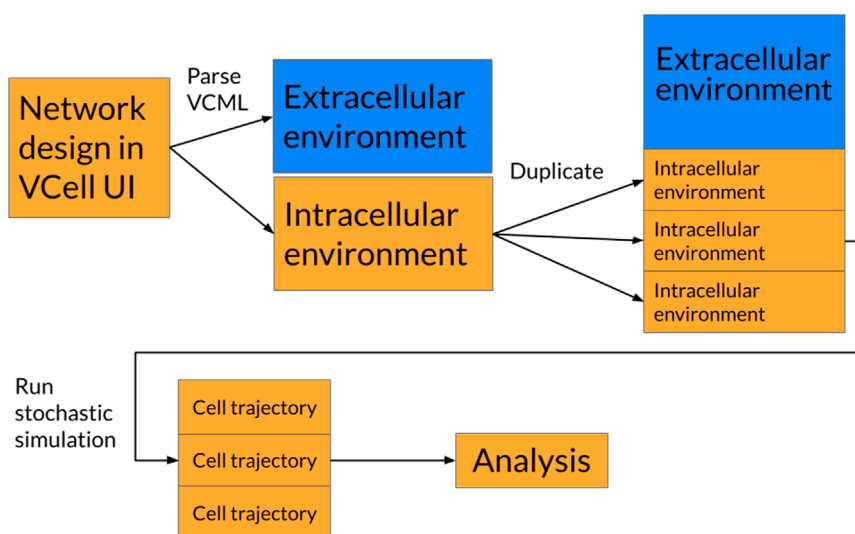 Network
design in
VCell UI
Parse
VCML
Extracellular
environment
Intracellular
environment
Duplicate
Extracellular
environment
Intracellular
environment
Intracellular
environment
Intracellular
environment
Run
stochastic
simulation
Cell trajectory
Cell trajectory
Cell trajectory
Analysis